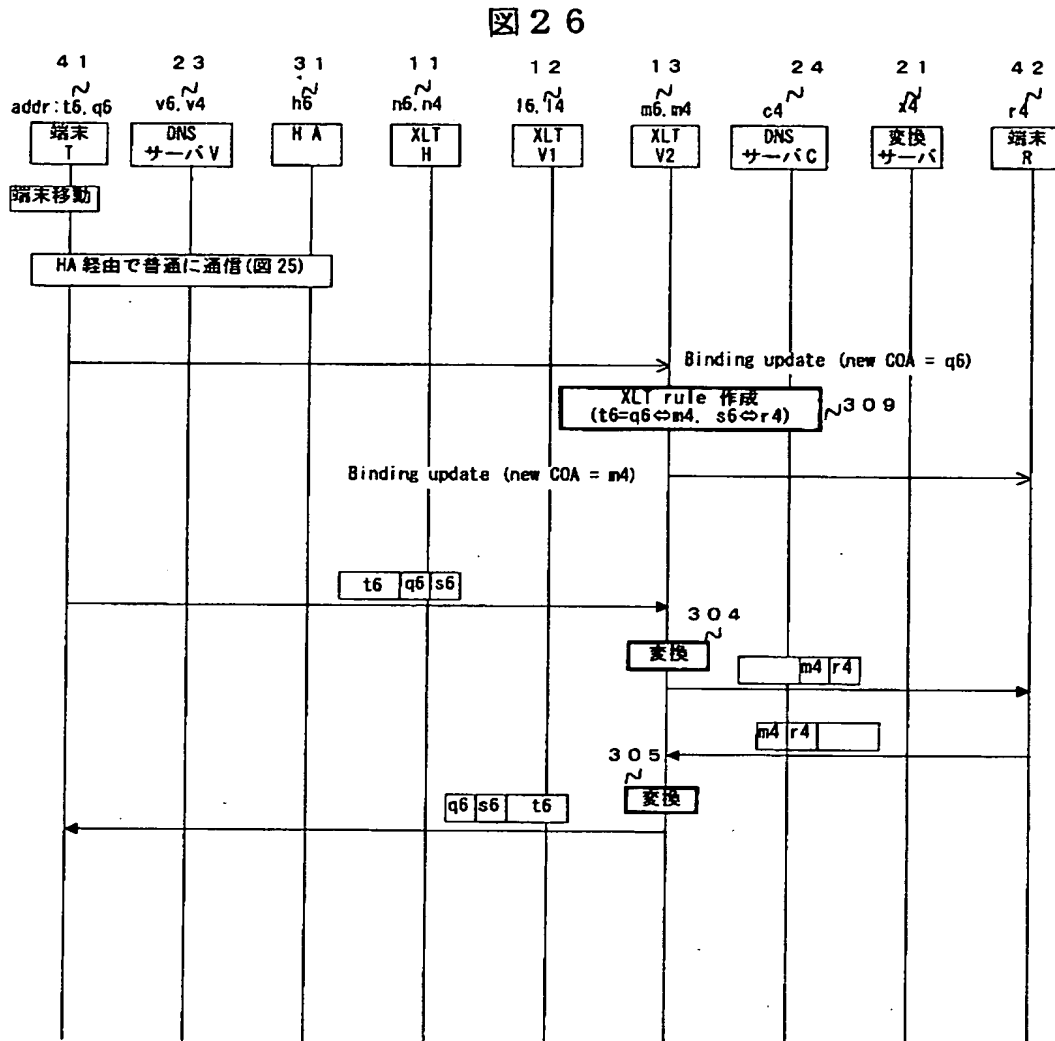 図26
41 23 31 11 12 13 24 21 42
addr:t6,q6 v6,v4 h6 n6,n4 l6,l4 m6,m4 c4 x4 r4
端末 T
DNS サーバV
HA
XLT H
XLT V1
XLT V2
DNS サーバC
変換 サーバ
端末 R
端末移動
HA 経由で普通に通信(図25)
Binding update (new COA = q6)
XLT rule 作成
(t6=q6⇔m4, s6⇔r4)
309
Binding update (new COA = m4)
t6 q6 s6
304
変換
m4 r4
m4 r4
305
変換
q6 s6 t6